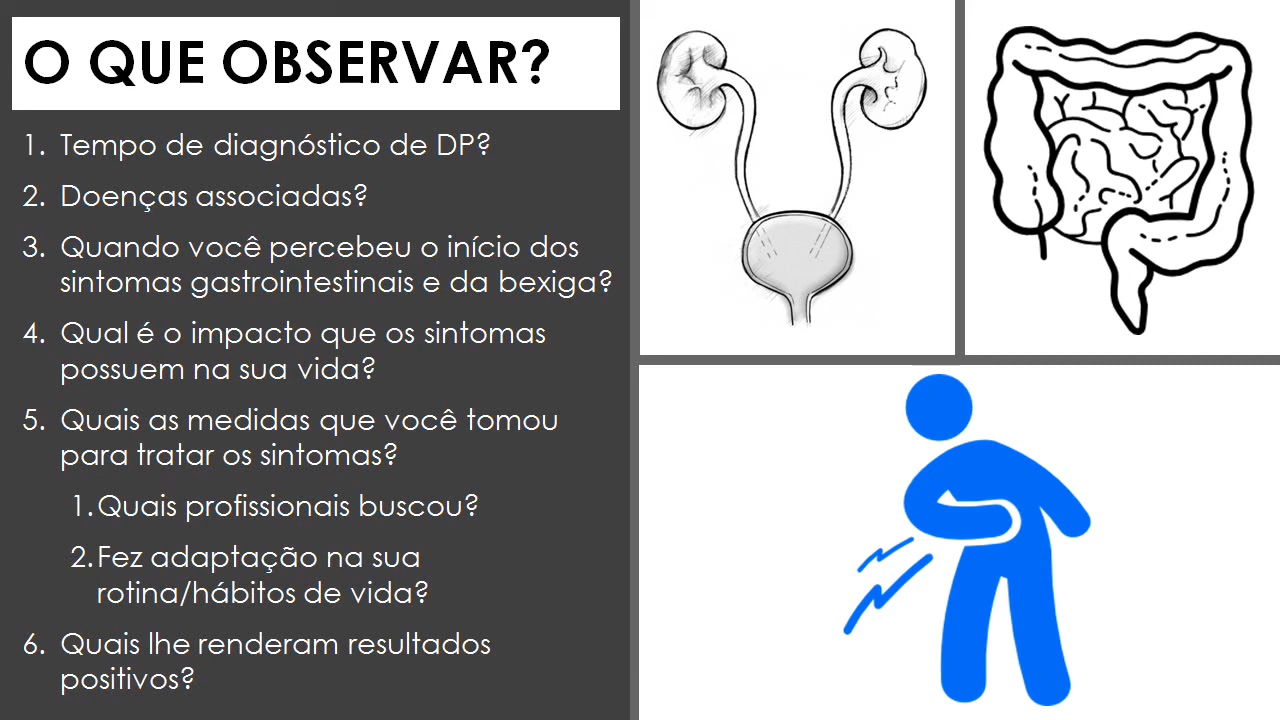 O QUE OBSERVAR?
1. Tempo de diagnóstico de DP?
2. Doenças associadas?
3. Quando você percebeu o início dos
sintomas gastrointestinais e da bexiga?
4. Qual é o impacto que os sintomas
possuem na sua vida?
5. Quais as medidas que você tomou
para tratar os sintomas?
1. Quais profissionais buscou?
2. Fez adaptação na sua
rotina/hábitos de vida?
6. Quais lhe renderam resultados
positivos?